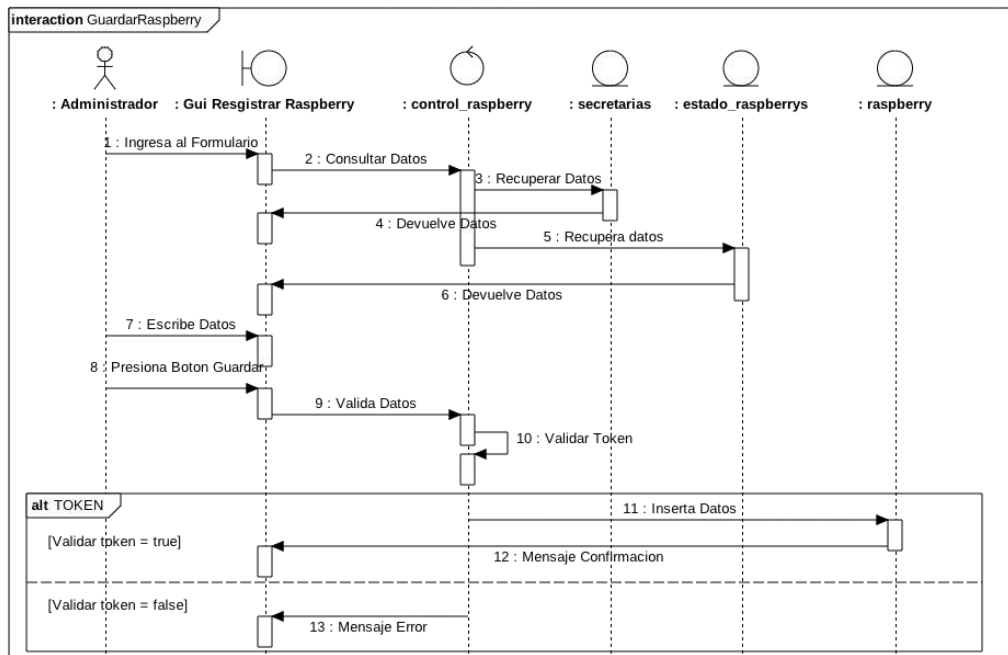 interaction GuardarRaspberry
: Administrador
: Gui Resgistrar Raspberry
: control_raspberry
: secretarias
: estado_raspberrys
: raspberry
1 : Ingresa al Formulario
2 : Consultar Datos
3 : Recuperar Datos
4 : Devuelve Datos
5 : Recupera datos
6 : Devuelve Datos
7 : Escribe Datos
8 : Presiona Boton Guardar
9 : Valida Datos
10 : Validar Token
alt TOKEN
11 : Inserta Datos
[Validar token = true]
12 : Mensaje Confirmacion
[Validar token = false]
13 : Mensaje Error